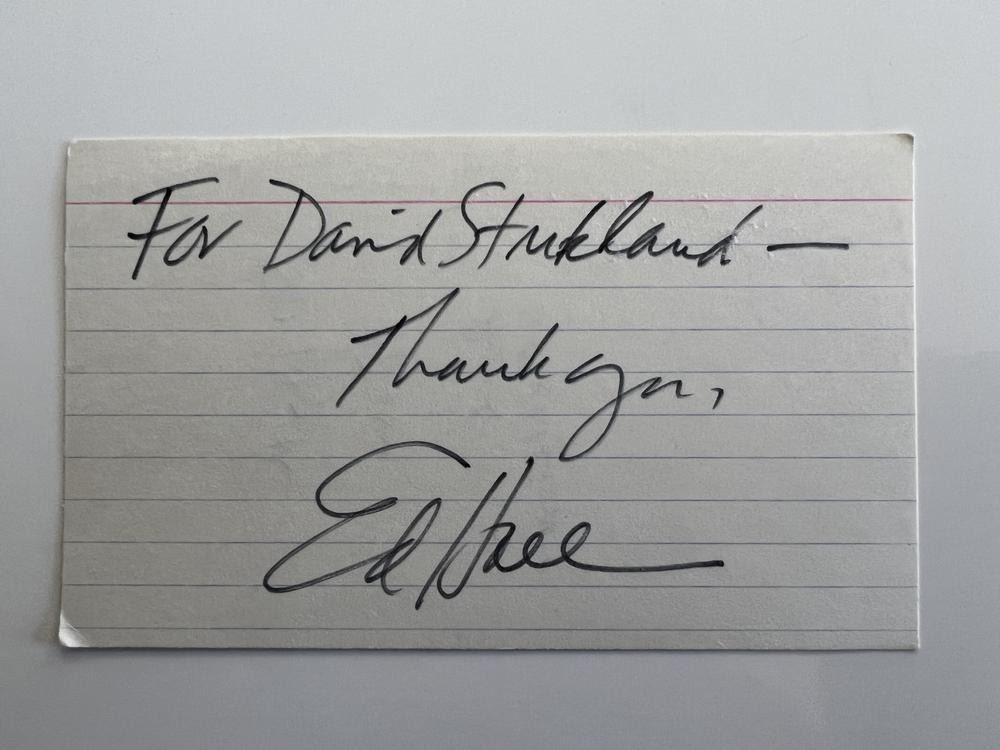 For David Strickland —
Thank you,
Ed Hall